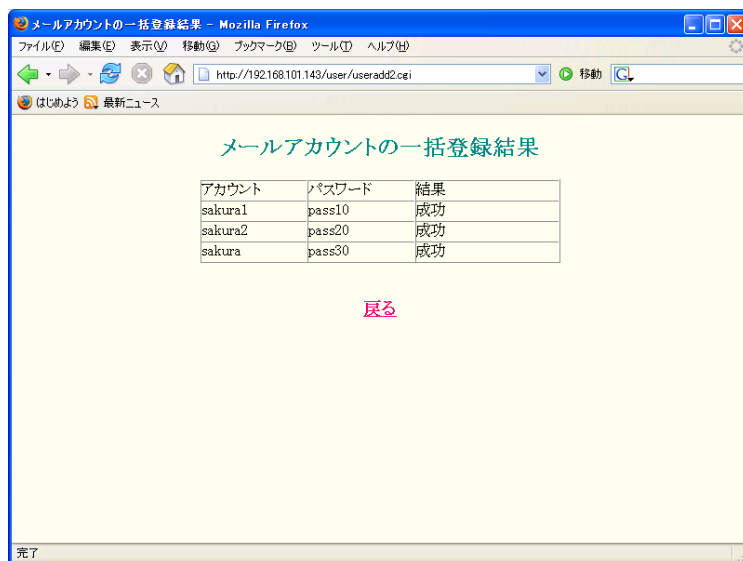 メールアカウントの一括登録結果 - Mozilla Firefox
ファイル(F) 編集(E) 表示(V) 移動(G) ブックマーク(B) ツール(T) ヘルプ(H)
http://192.168.101.143/user/useradd2.cgi 移動 G
はじめよう 最新ニュース
メールアカウントの一括登録結果
アカウント パスワード 結果
sakura1 pass10 成功
sakura2 pass20 成功
sakura pass30 成功
戻る
完了